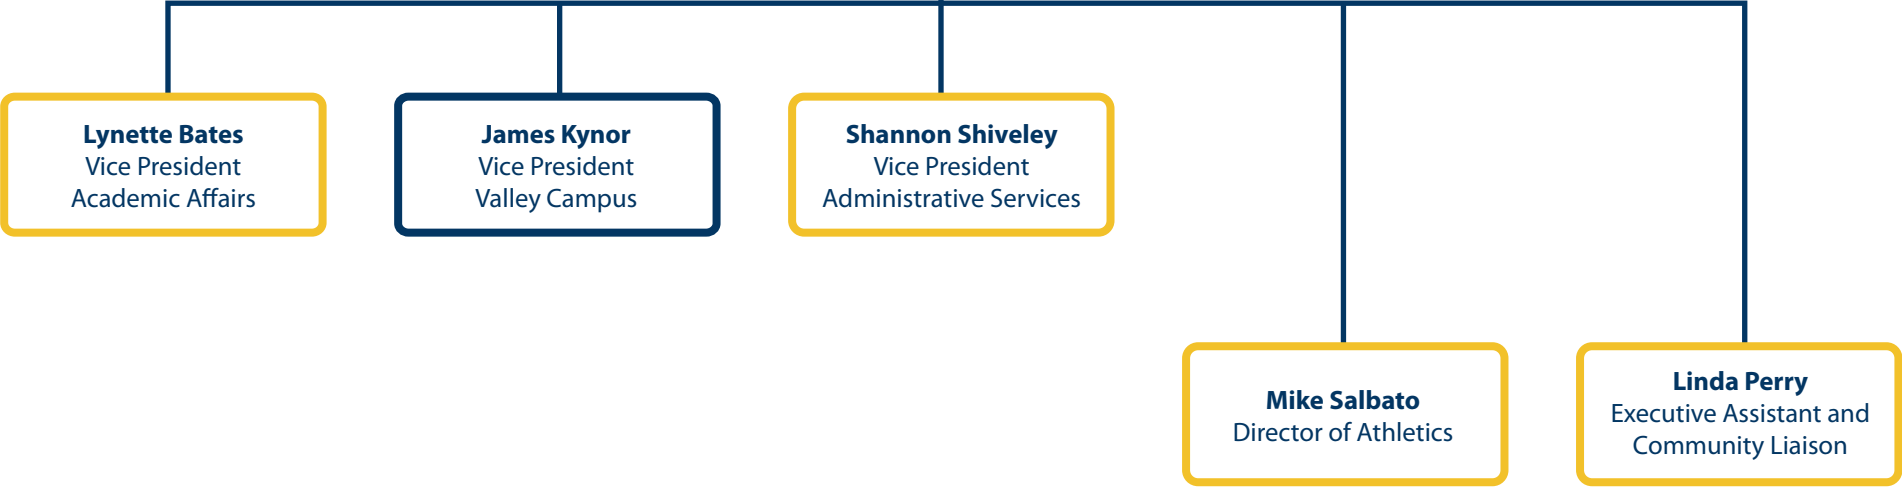 Lynette Bates
Vice President
Academic Affairs
James Kynor
Vice President
Valley Campus
Shannon Shiveley
Vice President
Administrative Services
Mike Salbato
Director of Athletics
Linda Perry
Executive Assistant and
Community Liaison